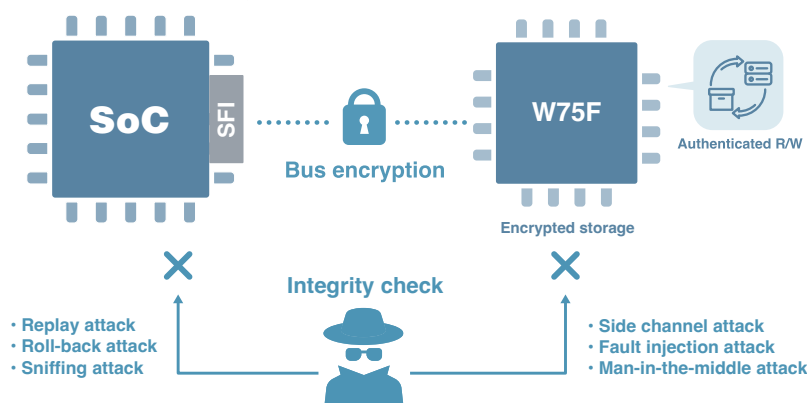 SoC
SFI
W75F
Authenticated R/W
Bus encryption
Encrypted storage
Integrity check
• Replay attack
• Roll-back attack
• Sniffing attack
• Side channel attack
• Fault injection attack
• Man-in-the-middle attack